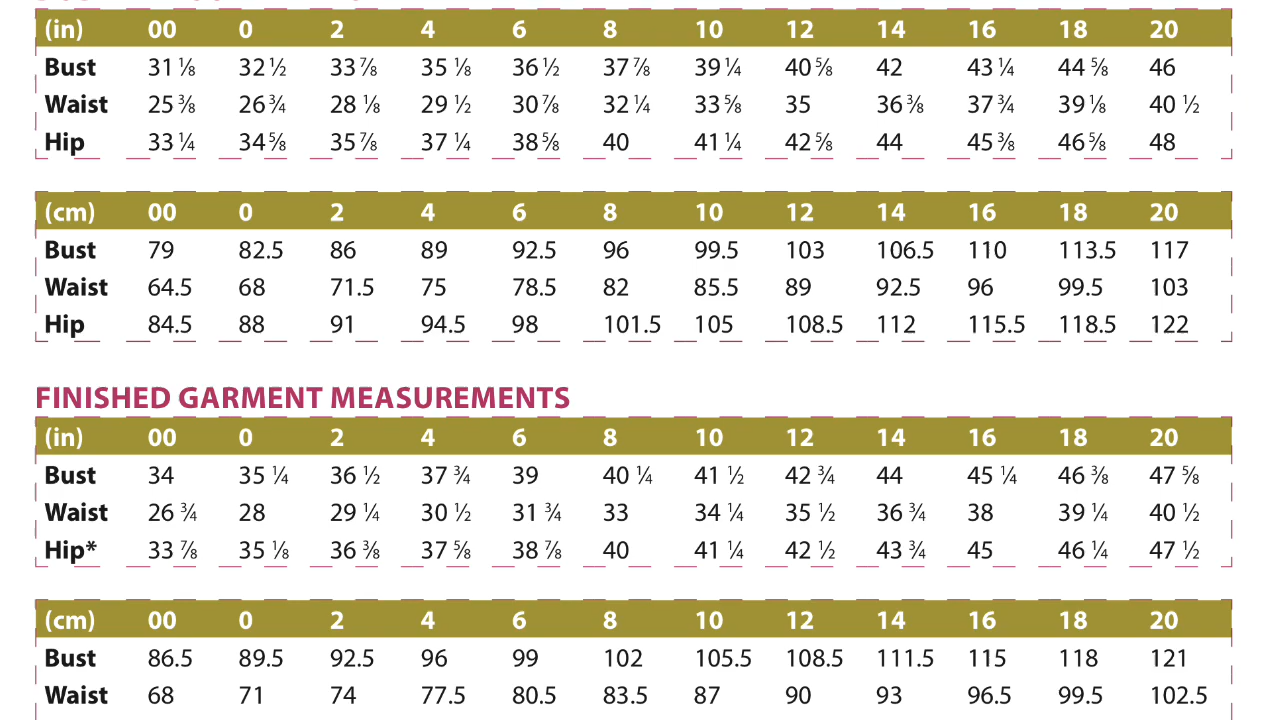 (in) 00 0 2 4 6 8 10 12 14 16 18 20
Bust 31 ⅛ 32 ½ 33 ⅞ 35 ⅛ 36 ½ 37 ⅞ 39 ¼ 40 ⅝ 42 43 ¼ 44 ⅝ 46
Waist 25 ⅜ 26 ¾ 28 ⅛ 29 ½ 30 ⅞ 32 ¼ 33 ⅝ 35 36 ⅜ 37 ¾ 39 ⅛ 40 ½
Hip 33 ¼ 34 ⅝ 35 ⅞ 37 ¼ 38 ⅝ 40 41 ¼ 42 ⅝ 44 45 ⅜ 46 ⅝ 48
(cm) 00 0 2 4 6 8 10 12 14 16 18 20
Bust 79 82.5 86 89 92.5 96 99.5 103 106.5 110 113.5 117
Waist 64.5 68 71.5 75 78.5 82 85.5 89 92.5 96 99.5 103
Hip 84.5 88 91 94.5 98 101.5 105 108.5 112 115.5 118.5 122
FINISHED GARMENT MEASUREMENTS
(in) 00 0 2 4 6 8 10 12 14 16 18 20
Bust 34 35 ¼ 36 ½ 37 ¾ 39 40 ¼ 41 ½ 42 ¾ 44 45 ¼ 46 ⅜ 47 ⅝
Waist 26 ¾ 28 29 ¼ 30 ½ 31 ¾ 33 34 ¼ 35 ½ 36 ¾ 38 39 ¼ 40 ½
Hip* 33 ⅞ 35 ⅛ 36 ⅜ 37 ⅝ 38 ⅞ 40 41 ¼ 42 ½ 43 ¾ 45 46 ¼ 47 ½
(cm) 00 0 2 4 6 8 10 12 14 16 18 20
Bust 86.5 89.5 92.5 96 99 102 105.5 108.5 111.5 115 118 121
Waist 68 71 74 77.5 80.5 83.5 87 90 93 96.5 99.5 102.5